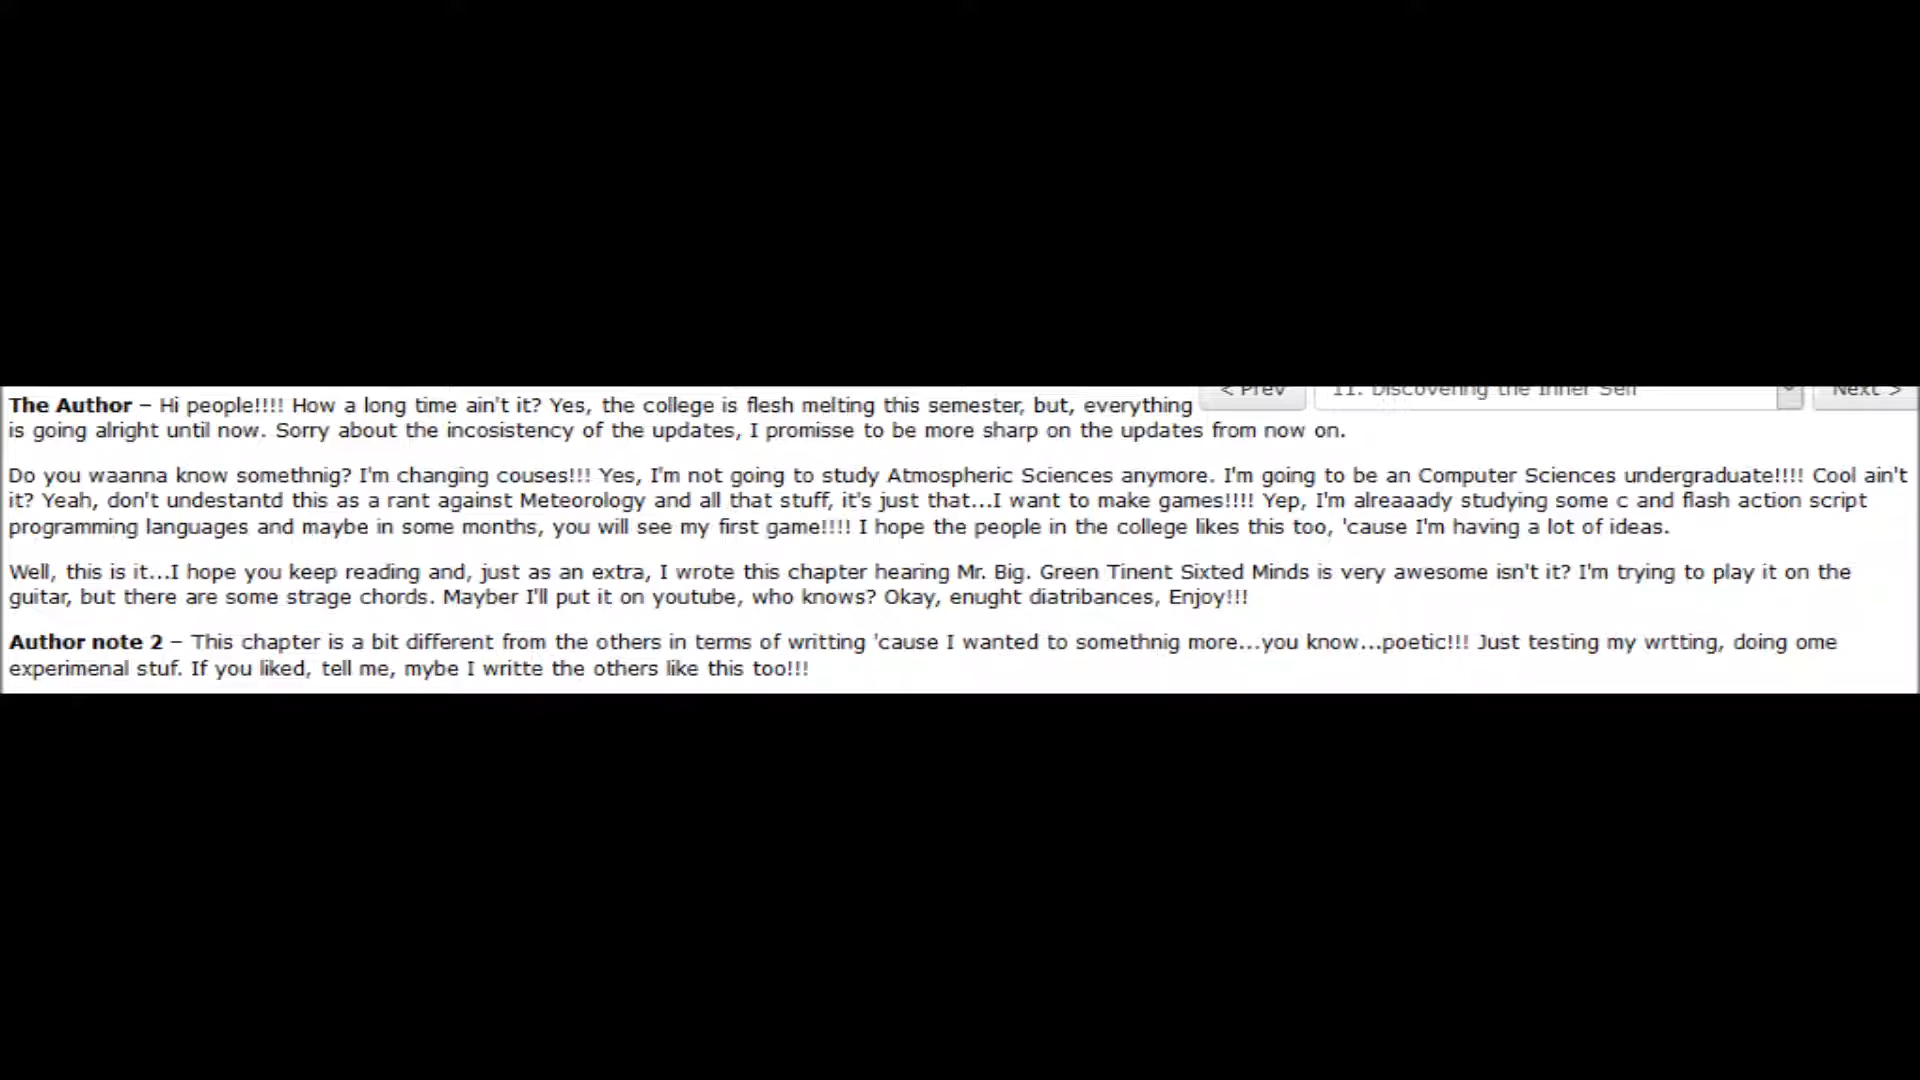 < Prev 11. Discovering the Inner Self Next >
The Author – Hi people!!!! How a long time ain't it? Yes, the college is flesh melting this semester, but, everything
is going alright until now. Sorry about the incosistency of the updates, I promisse to be more sharp on the updates from now on.
Do you waanna know somethnig? I'm changing couses!!! Yes, I'm not going to study Atmospheric Sciences anymore. I'm going to be an Computer Sciences undergraduate!!!! Cool ain't
it? Yeah, don't undestantd this as a rant against Meteorology and all that stuff, it's just that...I want to make games!!!! Yep, I'm alreaaady studying some c and flash action script
programming languages and maybe in some months, you will see my first game!!!! I hope the people in the college likes this too, 'cause I'm having a lot of ideas.
Well, this is it...I hope you keep reading and, just as an extra, I wrote this chapter hearing Mr. Big. Green Tinent Sixted Minds is very awesome isn't it? I'm trying to play it on the
guitar, but there are some strage chords. Mayber I'll put it on youtube, who knows? Okay, enught diatribances, Enjoy!!!
Author note 2 – This chapter is a bit different from the others in terms of writting 'cause I wanted to somethnig more...you know...poetic!!! Just testing my wrtting, doing ome
experimenal stuf. If you liked, tell me, mybe I writte the others like this too!!!